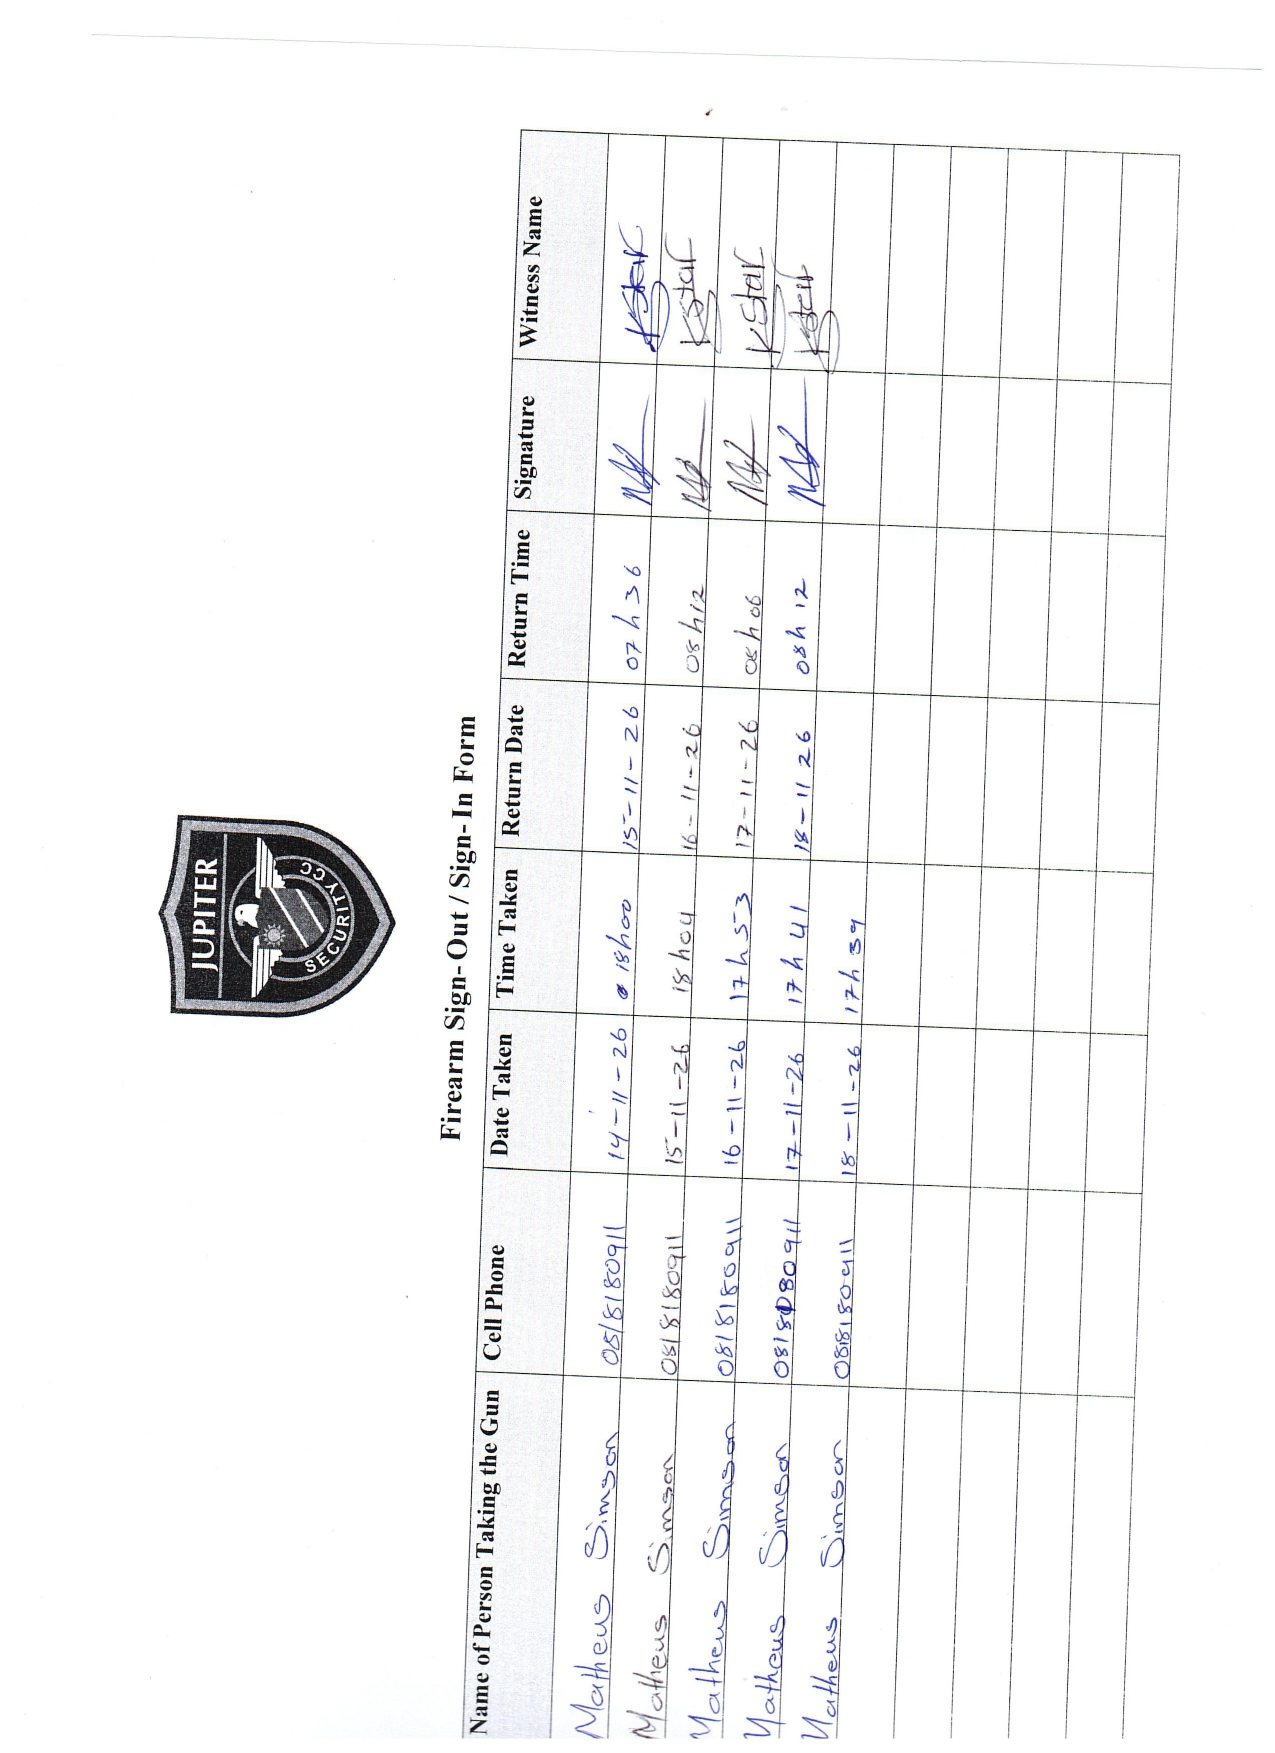 JUPITER
SECURITY CC
Firearm Sign-Out / Sign-In Form
Name of Person Taking the Gun Cell Phone Date Taken Time Taken Return Date Return Time Signature Witness Name
Matheus Simson 0818180911 14-11-26 18h00 15-11-26 07h36 Kstar
Matheus Simson 0818180911 15-11-26 18h04 16-11-26 08h12 Kstar
Matheus Simson 0818180911 16-11-26 17h53 17-11-26 08h06 Kstar
Matheus Simson 17-11-26 17h41 18-11 26 08h12 Kstar
Matheus Simson 0818180911 18-11-26 17h39